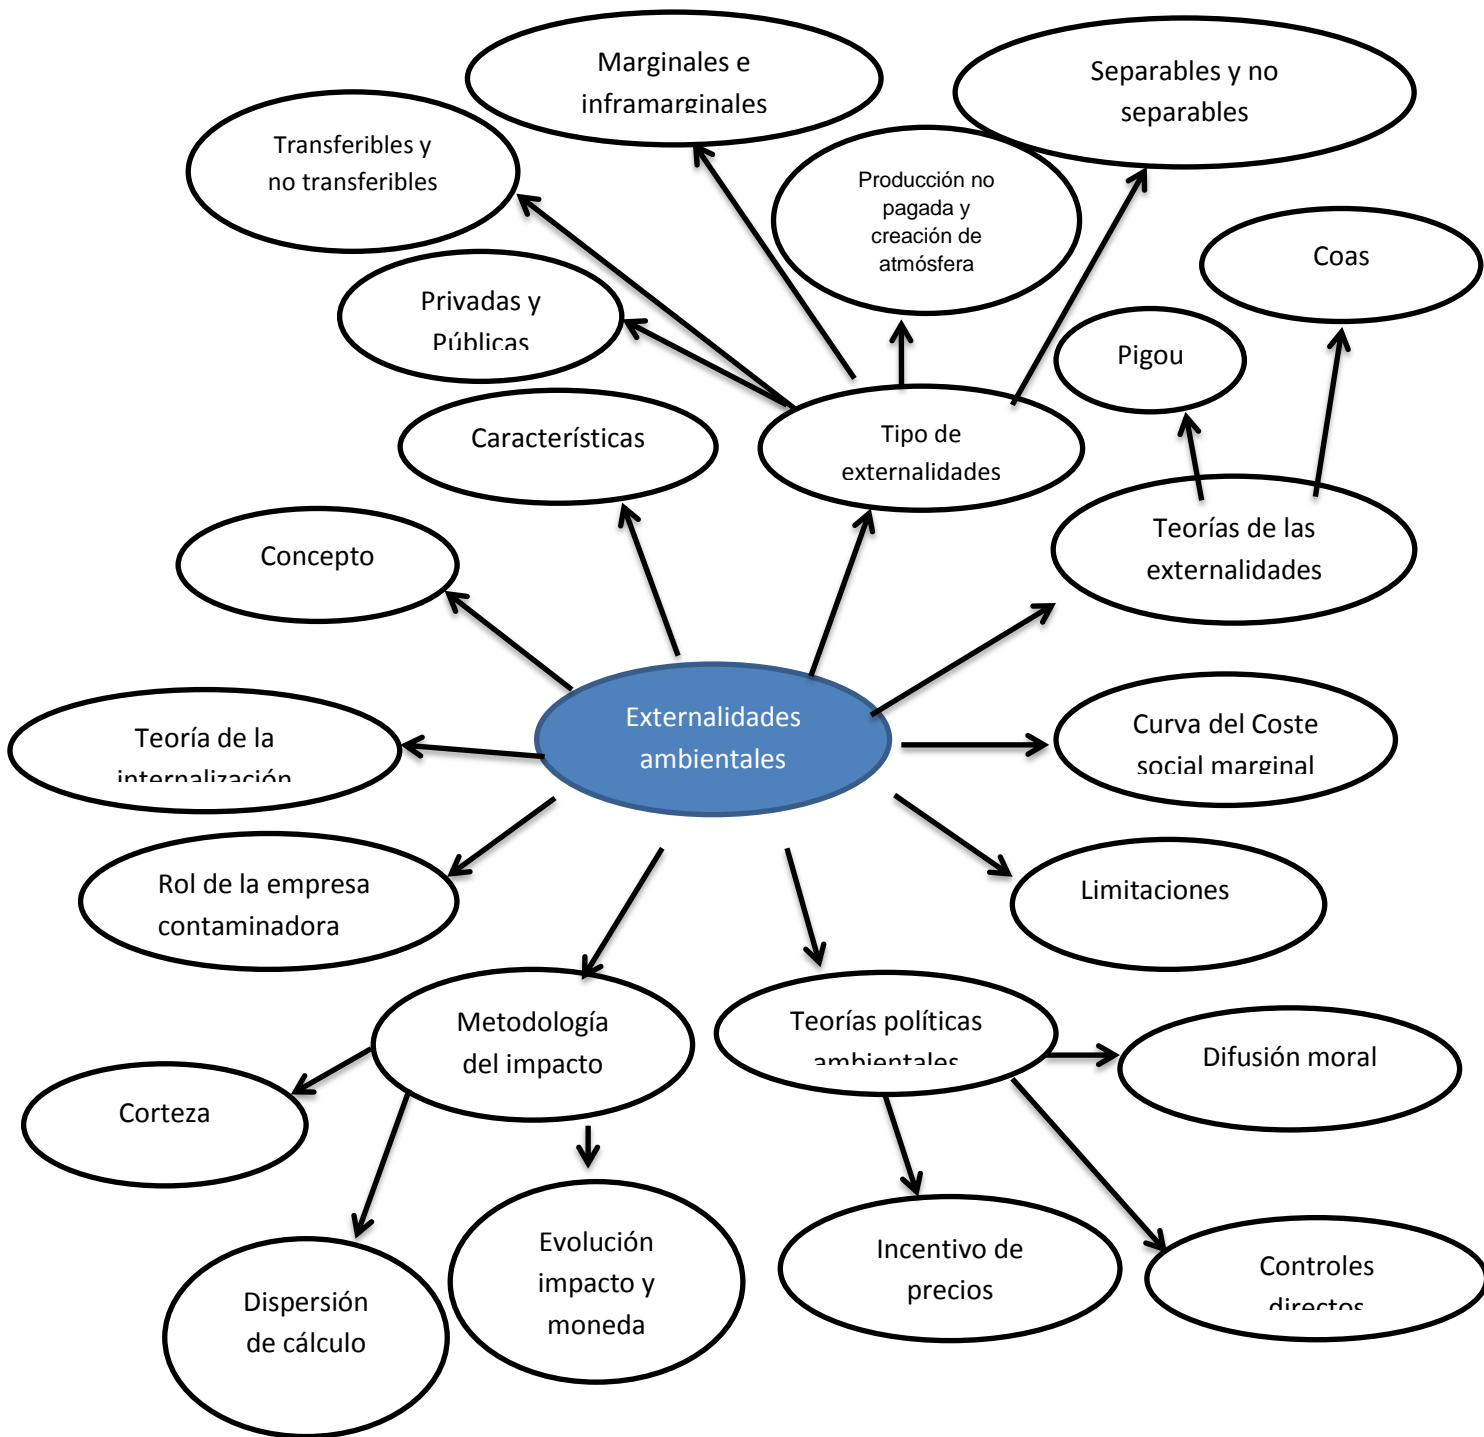 Marginales e
inframarginales
Separables y no
separables
Transferibles y
no transferibles
Producción no
pagada y
creación de
atmósfera
Coas
Privadas y
Públicas
Pigou
Características
Tipo de
externalidades
Teorías de las
externalidades
Concepto
Externalidades
ambientales
Teoría de la
internalización
Curva del Coste
social marginal
Rol de la empresa
contaminadora
Limitaciones
Metodología
del impacto
Teorías políticas
ambientales
Difusión moral
Corteza
Evolución
impacto y
moneda
Incentivo de
precios
Controles
directos
Dispersión
de cálculo